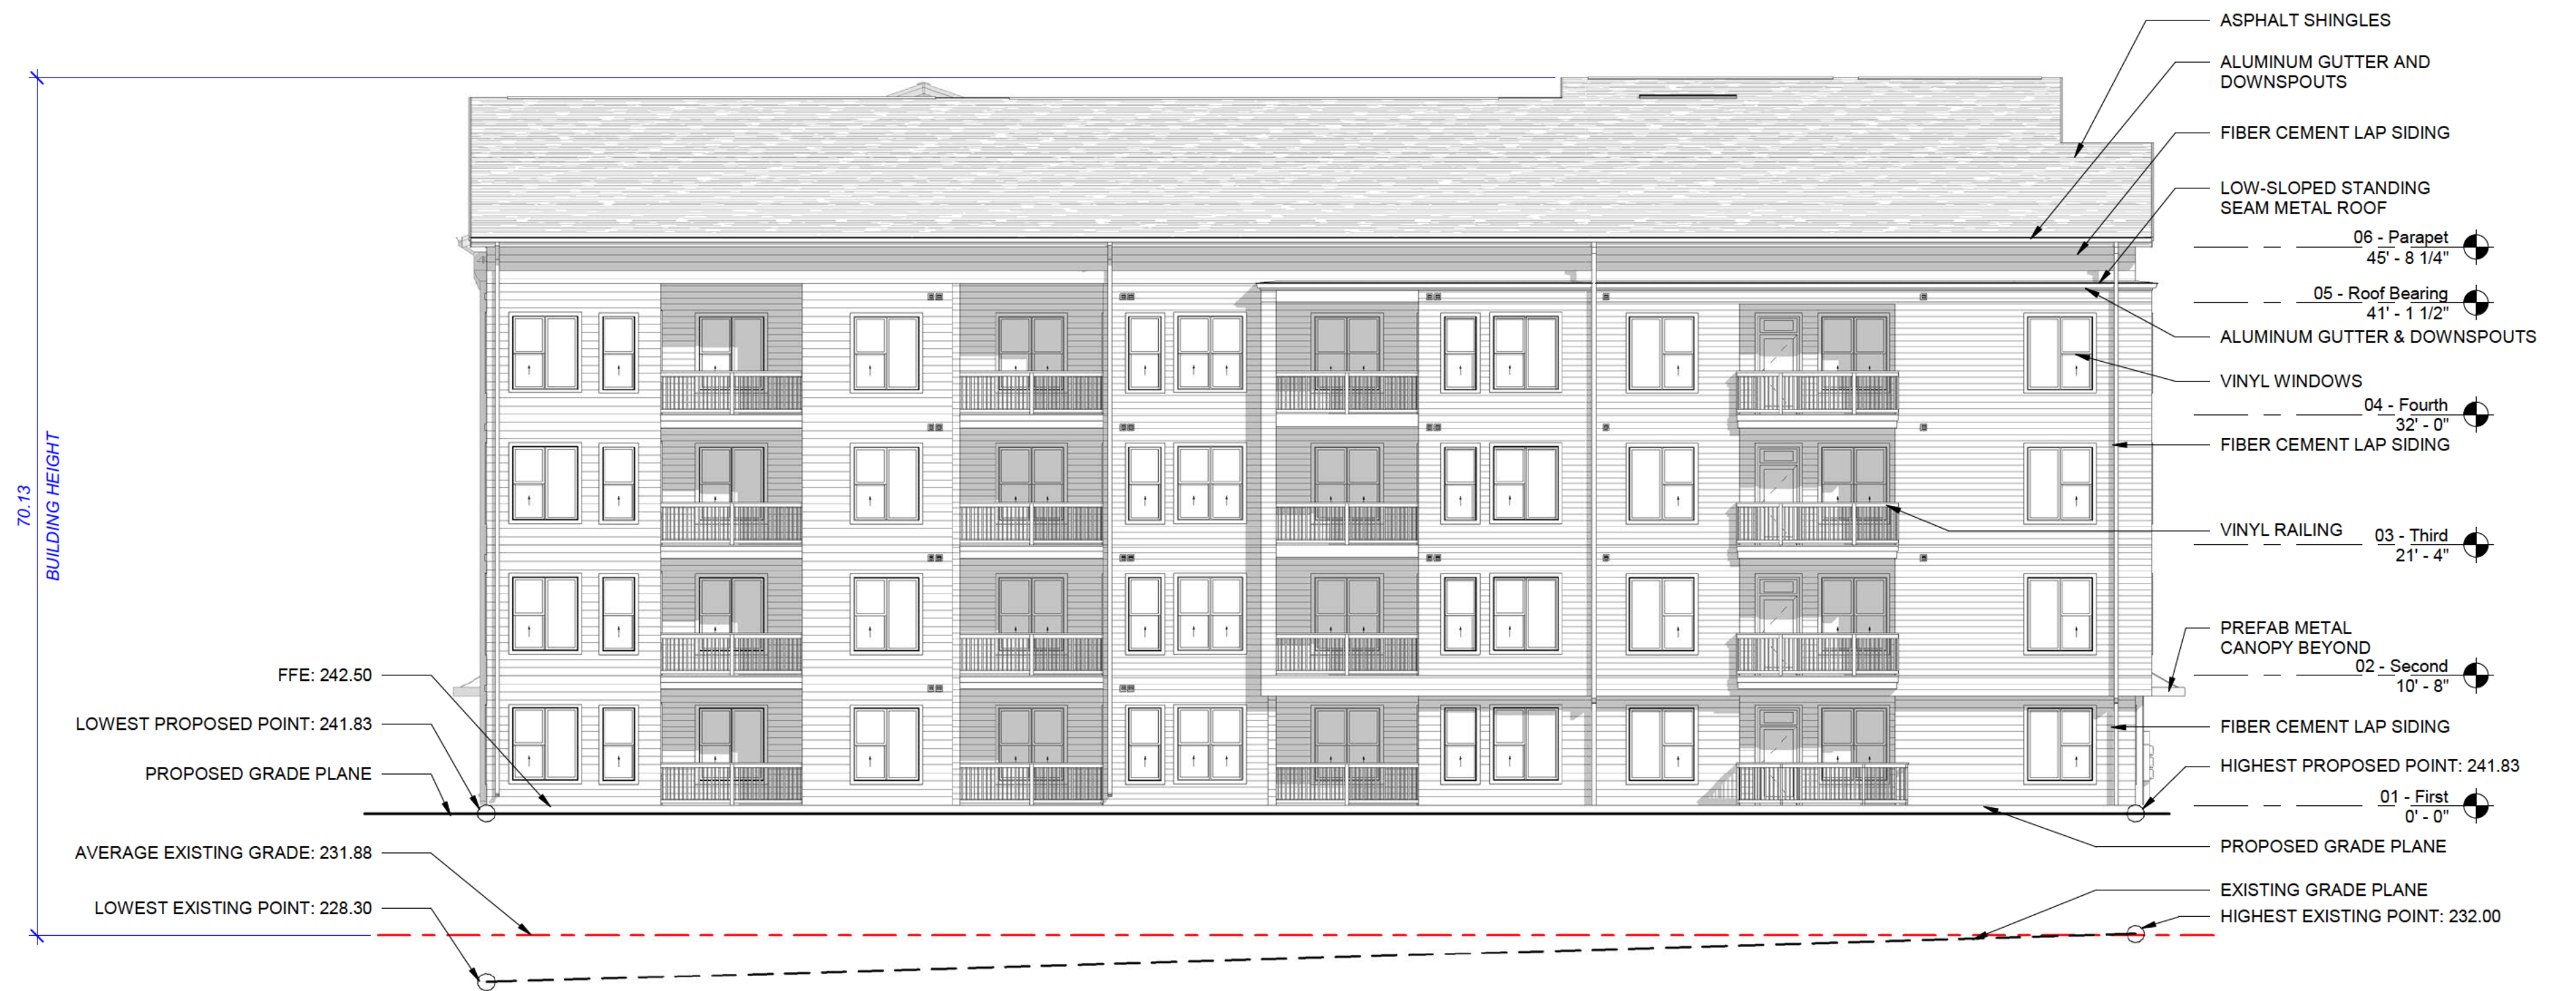 ASPHALT SHINGLES
ALUMINUM GUTTER AND
DOWNSPOUTS
FIBER CEMENT LAP SIDING
LOW-SLOPED STANDING
SEAM METAL ROOF
06 - Parapet
45' - 8 1/4"
05 - Roof Bearing
41' - 1 1/2"
ALUMINUM GUTTER & DOWNSPOUTS
VINYL WINDOWS
04 - Fourth
32' - 0"
FIBER CEMENT LAP SIDING
VINYL RAILING
03 - Third
21' - 4"
PREFAB METAL
CANOPY BEYOND
02 - Second
10' - 8"
FIBER CEMENT LAP SIDING
HIGHEST PROPOSED POINT: 241.83
01 - First
0' - 0"
PROPOSED GRADE PLANE
EXISTING GRADE PLANE
HIGHEST EXISTING POINT: 232.00
70.13
BUILDING HEIGHT
FFE: 242.50
LOWEST PROPOSED POINT: 241.83
PROPOSED GRADE PLANE
AVERAGE EXISTING GRADE: 231.88
LOWEST EXISTING POINT: 228.30